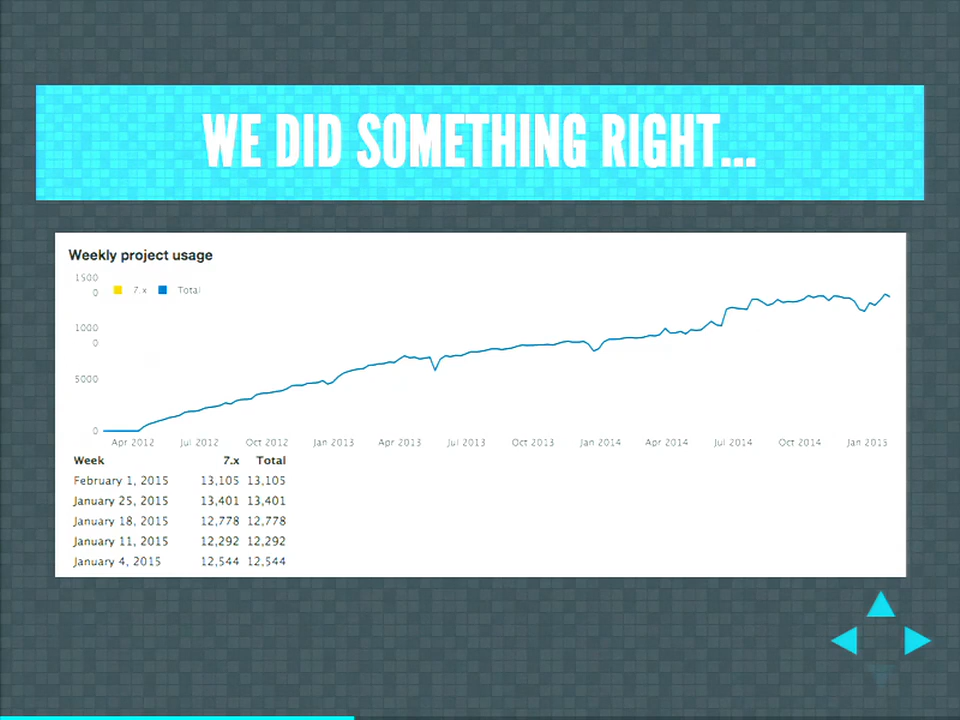 WE DID SOMETHING RIGHT...
Weekly project usage
1500
0
7.x Total
1000
0
5000
0
Apr 2012 Jul 2012 Oct 2012 Jan 2013 Apr 2013 Jul 2013 Oct 2013 Jan 2014 Apr 2014 Jul 2014 Oct 2014 Jan 2015
Week 7.x Total
February 1, 2015 13,105 13,105
January 25, 2015 13,401 13,401
January 18, 2015 12,778 12,778
January 11, 2015 12,292 12,292
January 4, 2015 12,544 12,544